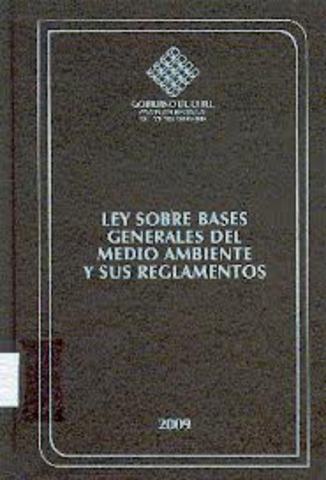 GOBIERNO DE CHILE
LEY SOBRE BASES
GENERALES DEL
MEDIO AMBIENTE
Y SUS REGLAMENTOS
2009